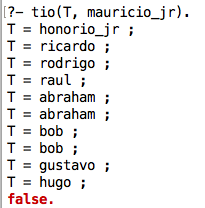 [?- tio(T, mauricio_jr).
T = honorio_jr ;
T = ricardo ;
T = rodrigo ;
T = raul ;
T = abraham ;
T = abraham ;
T = bob ;
T = bob ;
T = gustavo ;
T = hugo ;
false.